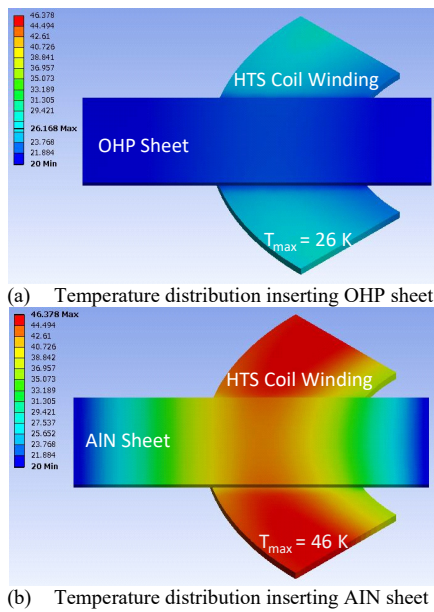 46.378
44.494
42.61
40.726
38.841
36.957
35.073
33.189
31.305
29.421
26.168 Max
23.768
21.884
20 Min
HTS Coil Winding
OHP Sheet
Tmax = 26 K
(a) Temperature distribution inserting OHP sheet
46.378 Max
44.494
42.61
40.726
38.842
36.957
35.073
33.189
31.305
29.421
27.537
25.652
23.768
21.884
20 Min
HTS Coil Winding
AlN Sheet
Tmax = 46 K
(b) Temperature distribution inserting AlN sheet